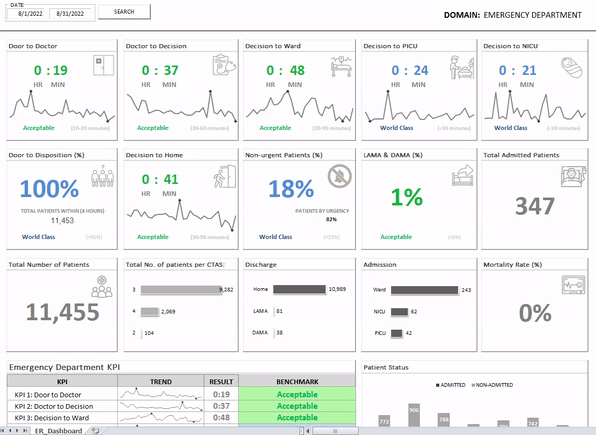 DATE
8/1/2022 8/31/2022 SEARCH
DOMAIN: EMERGENCY DEPARTMENT
Door to Doctor
0 : 19
HR MIN
Acceptable (10-20 minutes)
Doctor to Decision
0 : 37
HR MIN
Acceptable (30-60 minutes)
Decision to Ward
0 : 48
HR MIN
Acceptable (30-90 minutes)
Decision to PICU
0 : 24
HR MIN
World Class (<30 minutes)
Decision to NICU
0 : 21
HR MIN
World Class (<30 minutes)
Door to Disposition (%)
100%
TOTAL PATIENTS WITHIN (4 HOURS)
11,453
World Class (>95%)
Decision to Home
0 : 41
HR MIN
Acceptable (30-90 minutes)
Non-urgent Patients (%)
18%
PATIENTS BY URGENCY
82%
World Class
LAMA & DAMA (%)
1%
Acceptable
Total Admitted Patients
347
Total Number of Patients
11,455
Total No. of patients per CTAS:
3 9,282
4 2,069
2 104
Discharge
Home 10,989
LAMA 81
DAMA 38
Admission
Ward 243
NICU 62
PICU 42
Mortality Rate (%)
0%
Emergency Department KPI
KPI TREND RESULT BENCHMARK
KPI 1: Door to Doctor 0:19 Acceptable
KPI 2: Doctor to Decision 0:37 Acceptable
KPI 3: Decision to Ward 0:48 Acceptable
Patient Status
ADMITTED NON-ADMITTED
772 906 788 742
ER_Dashboard